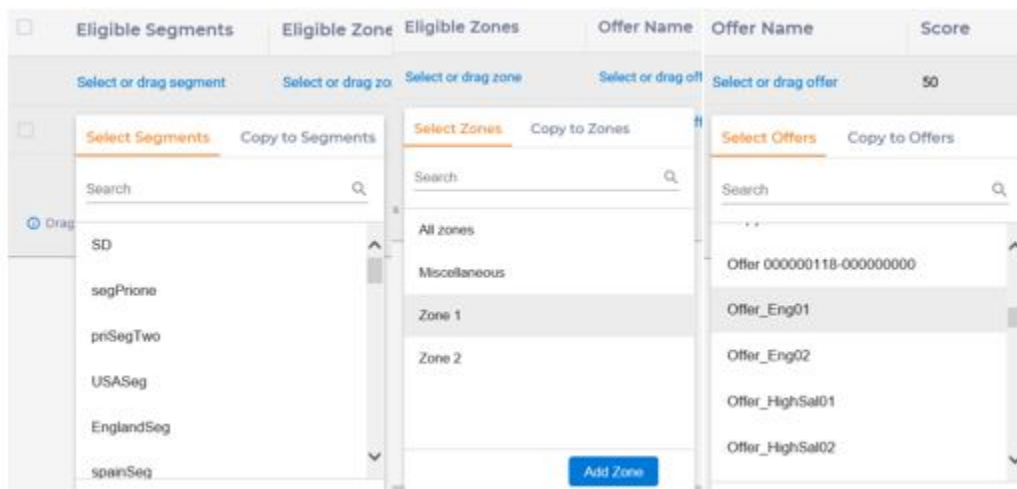 Eligible Segments
Eligible Zone
Select or drag segment
Select or drag zo
Select Segments
Copy to Segments
Search
Drag
SD
segPrione
priSegTwo
USASeg
EnglandSeg
spainSeg
Eligible Zones
Offer Name
Select or drag zone
Select or drag off
Select Zones
Copy to Zones
Search
All zones
Miscellaneous
Zone 1
Zone 2
Add Zone
Offer Name
Score
Select or drag offer
50
Select Offers
Copy to Offers
Search
Offer 000000118-000000000
Offer_Eng01
Offer_Eng02
Offer_HighSal01
Offer_HighSal02